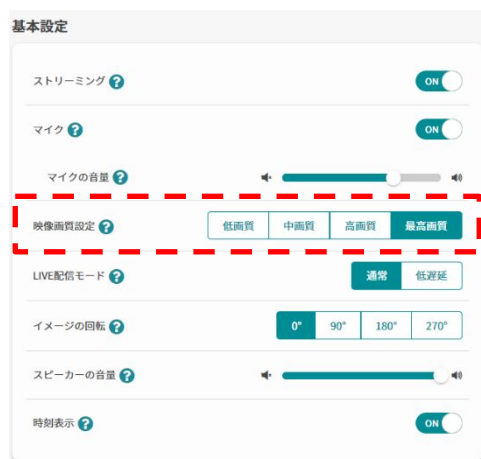 基本設定
ストリーミング ? ON
マイク ? ON
マイクの音量 ?
映像画質設定 ? 低画質 中画質 高画質 最高画質
LIVE配信モード ? 通常 低遅延
イメージの回転 ? 0° 90° 180° 270°
スピーカーの音量 ?
時刻表示 ? ON